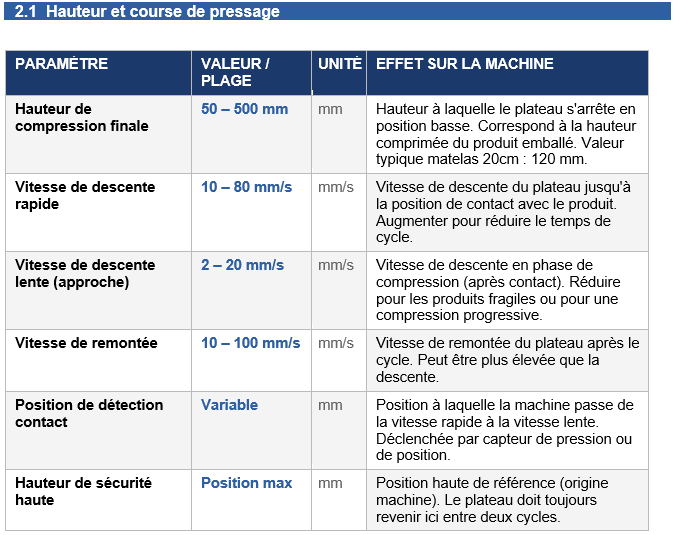 2.1 Hauteur et course de pressage
PARAMÈTRE
VALEUR /
PLAGE
UNITÉ
EFFET SUR LA MACHINE
Hauteur de
compression finale
50 – 500 mm
mm
Hauteur à laquelle le plateau s'arrête en
position basse. Correspond à la hauteur
comprimée du produit emballé. Valeur
typique matelas 20cm : 120 mm.
Vitesse de descente
rapide
10 – 80 mm/s
mm/s
Vitesse de descente du plateau jusqu'à
la position de contact avec le produit.
Augmenter pour réduire le temps de
cycle.
Vitesse de descente
lente (approche)
2 – 20 mm/s
mm/s
Vitesse de descente en phase de
compression (après contact). Réduire
pour les produits fragiles ou pour une
compression progressive.
Vitesse de remontée
10 – 100 mm/s
mm/s
Vitesse de remontée du plateau après le
cycle. Peut être plus élevée que la
descente.
Position de détection
contact
Variable
mm
Position à laquelle la machine passe de
la vitesse rapide à la vitesse lente.
Déclenchée par capteur de pression ou
de position.
Hauteur de sécurité
haute
Position max
mm
Position haute de référence (origine
machine). Le plateau doit toujours
revenir ici entre deux cycles.